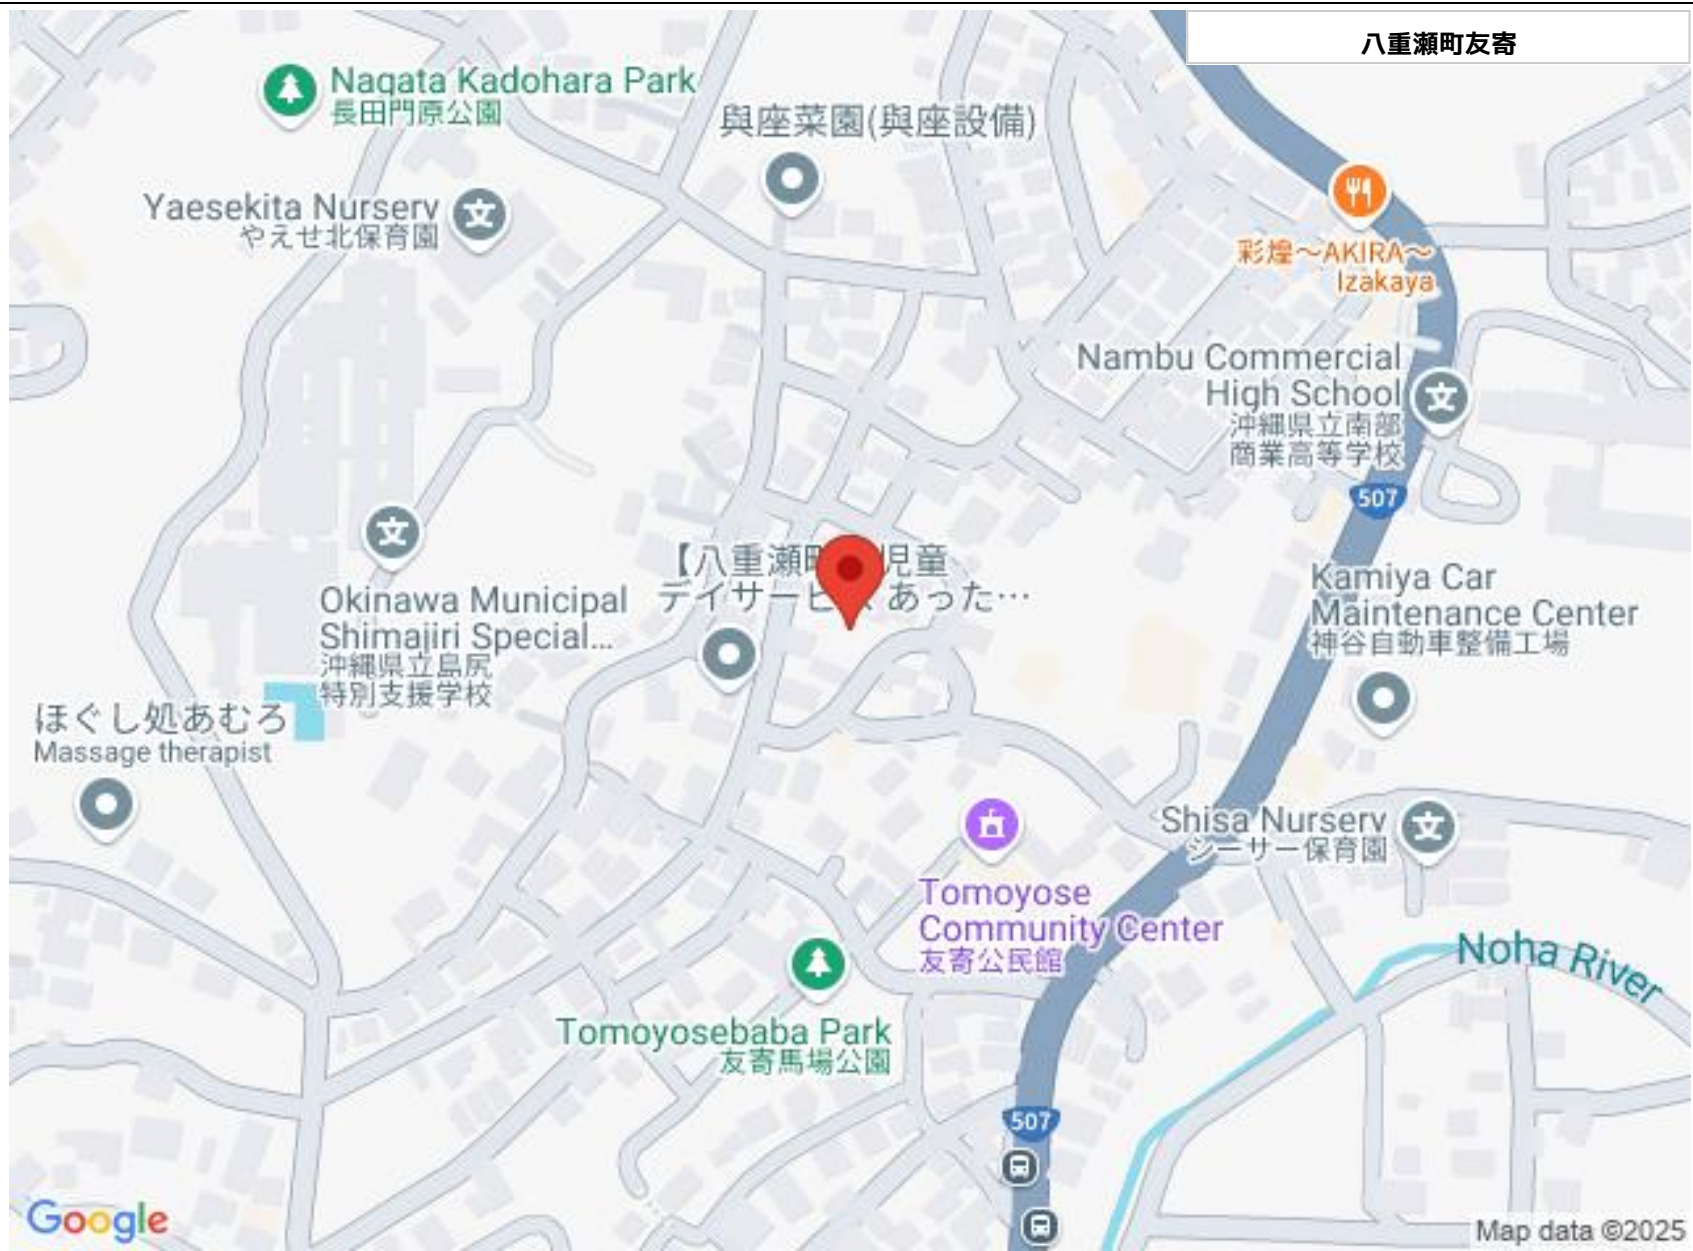 八重瀬町友寄
Nagata Kadohara Park
長田門原公園
與座菜園(與座設備)
Yaesekita Nursery
やえせ北保育園
彩煌～AKIRA～
Izakaya
Nambu Commercial
High School
沖縄県立南部
商業高等学校
507
【八重瀬町 児童
デイサービス あった…
Kamiya Car
Maintenance Center
神谷自動車整備工場
Okinawa Municipal
Shimajiri Special...
沖縄県立島尻
特別支援学校
ほぐし処あむろ
Massage therapist
Shisa Nursery
シーサー保育園
Tomoyose
Community Center
友寄公民館
Noha River
Tomoyosebaba Park
友寄馬場公園
507
Google
Map data ©2025